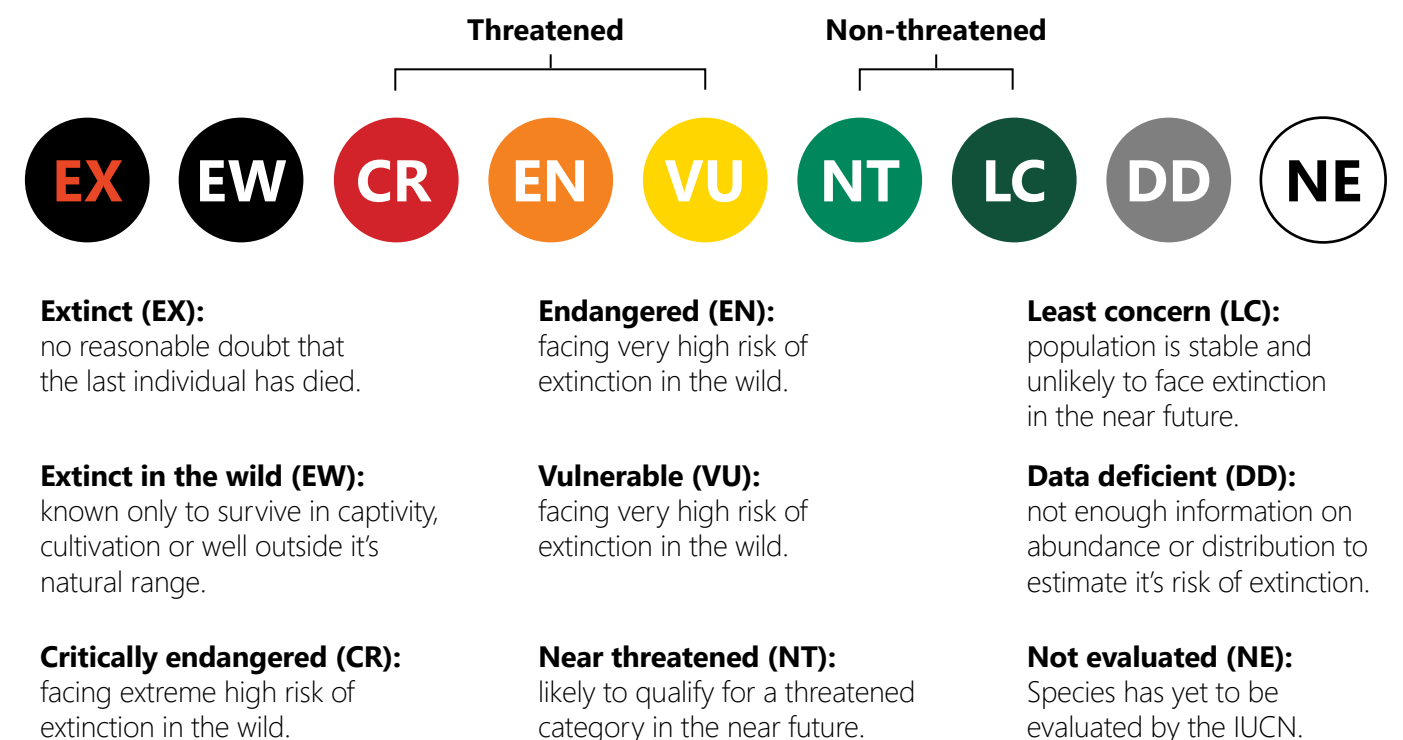 Threatened
Non-threatened
EX
EW
CR
EN
VU
NT
LC
DD
NE
Extinct (EX):
no reasonable doubt that
the last individual has died.
Extinct in the wild (EW):
known only to survive in captivity,
cultivation or well outside it's
natural range.
Critically endangered (CR):
facing extreme high risk of
extinction in the wild.
Endangered (EN):
facing very high risk of
extinction in the wild.
Vulnerable (VU):
facing very high risk of
extinction in the wild.
Near threatened (NT):
likely to qualify for a threatened
category in the near future.
Least concern (LC):
population is stable and
unlikely to face extinction
in the near future.
Data deficient (DD):
not enough information on
abundance or distribution to
estimate it's risk of extinction.
Not evaluated (NE):
Species has yet to be
evaluated by the IUCN.